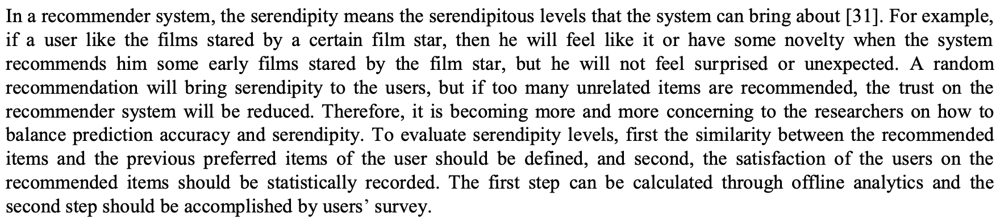 In a recommender system, the serendipity means the serendipitous levels that the system can bring about [31]. For example,
if a user like the films stared by a certain film star, then he will feel like it or have some novelty when the system
recommends him some early films stared by the film star, but he will not feel surprised or unexpected. A random
recommendation will bring serendipity to the users, but if too many unrelated items are recommended, the trust on the
recommender system will be reduced. Therefore, it is becoming more and more concerning to the researchers on how to
balance prediction accuracy and serendipity. To evaluate serendipity levels, first the similarity between the recommended
items and the previous preferred items of the user should be defined, and second, the satisfaction of the users on the
recommended items should be statistically recorded. The first step can be calculated through offline analytics and the
second step should be accomplished by users’ survey.